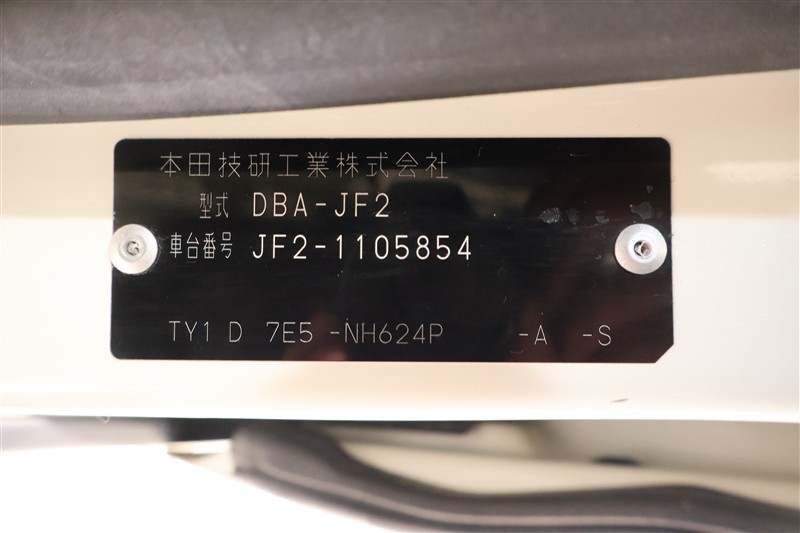 本田技研工業株式会社
型式 DBA-JF2
車台番号 JF2-1105854
TY1 D 7E5 -NH624P -A -S